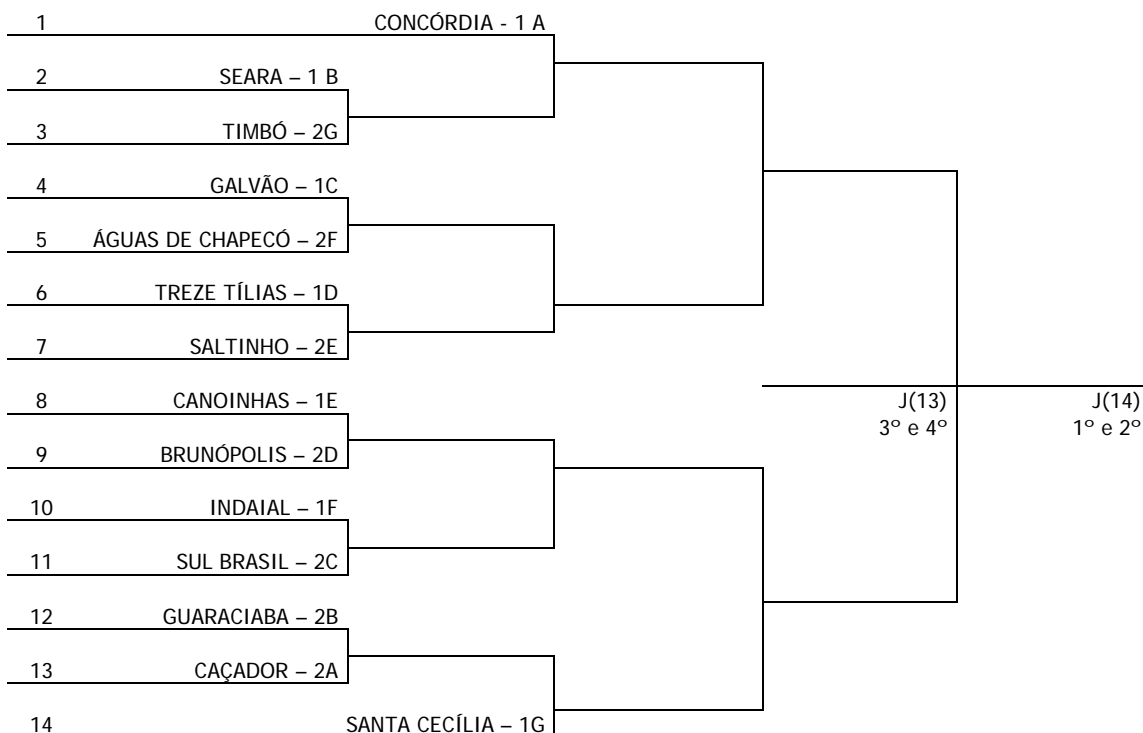 1 CONCÓRDIA - 1 A
2 SEARA – 1 B
3 TIMBÓ – 2G
4 GALVÃO – 1C
5 ÁGUAS DE CHAPECÓ – 2F
6 TREZE TÍLIAS – 1D
7 SALTINHO – 2E
8 CANOINHAS – 1E
J(13) J(14)
3º e 4º 1º e 2º
9 BRUNÓPOLIS – 2D
10 INDAIAL – 1F
11 SUL BRASIL – 2C
12 GUARACIABA – 2B
13 CAÇADOR – 2A
14 SANTA CECÍLIA – 1G